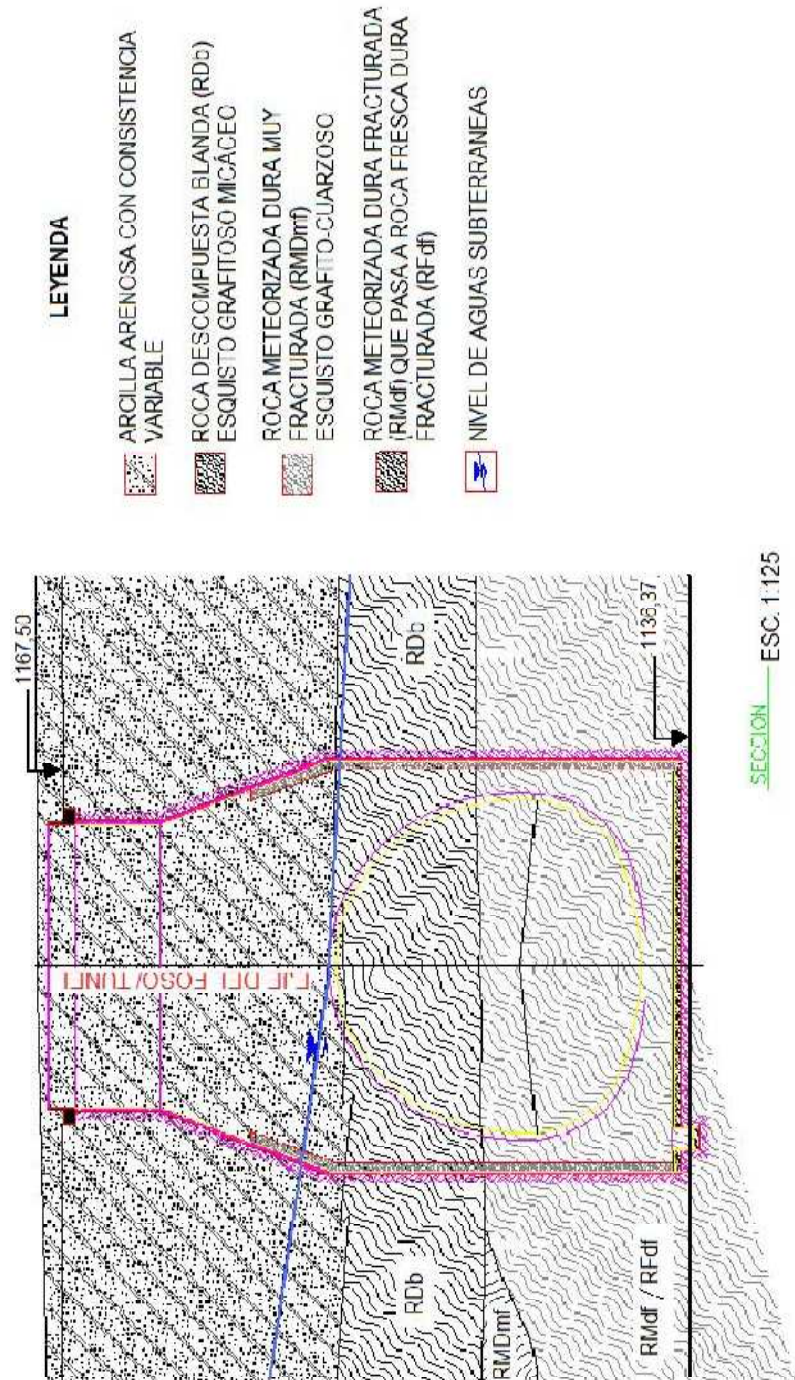 LEYENDA
ARCILLA ARENOSA CON CONSISTENCIA
VARIABLE
ROCA DESCOMPUESTA BLANDA (RDb)
ESQUISTO GRAFITOSO MICÁCEO
ROCA METEORIZADA DURA MUY
FRACTURADA (RMDmf)
ESQUISTO GRAFITO-CUARZOSO
ROCA METEORIZADA DURA FRACTURADA
(RMdf) QUE PASA A ROCA FRESCA DURA
FRACTURADA (RFdf)
NIVEL DE AGUAS SUBTERRANEAS
1167,50
EJE DEL FOSO/TUNEL
RDb
RDb
RMDmf
RMdf / RFdf
1136,37
SECCION
ESC. 1:125